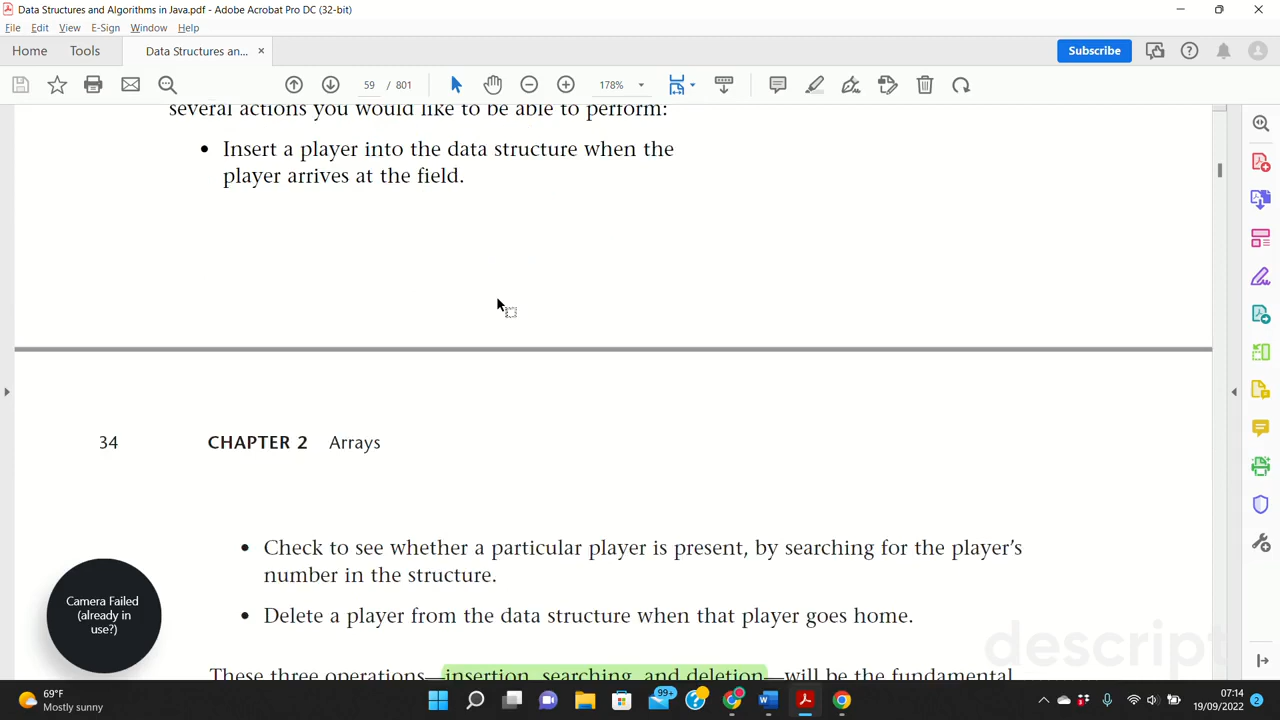 Data Structures and Algorithms in Java.pdf - Adobe Acrobat Pro DC (32-bit)
File Edit View E-Sign Window Help
Home Tools Data Structures an... × Subscribe
59 / 801 178%
several actions you would like to be able to perform:
• Insert a player into the data structure when the
player arrives at the field.
34 CHAPTER 2 Arrays
• Check to see whether a particular player is present, by searching for the player's
number in the structure.
• Delete a player from the data structure when that player goes home.
These three operations—insertion, searching, and deletion—will be the fundamental
Camera Failed
(already in
use?)
descript
69°F
Mostly sunny
99+
07:14
19/09/2022
2